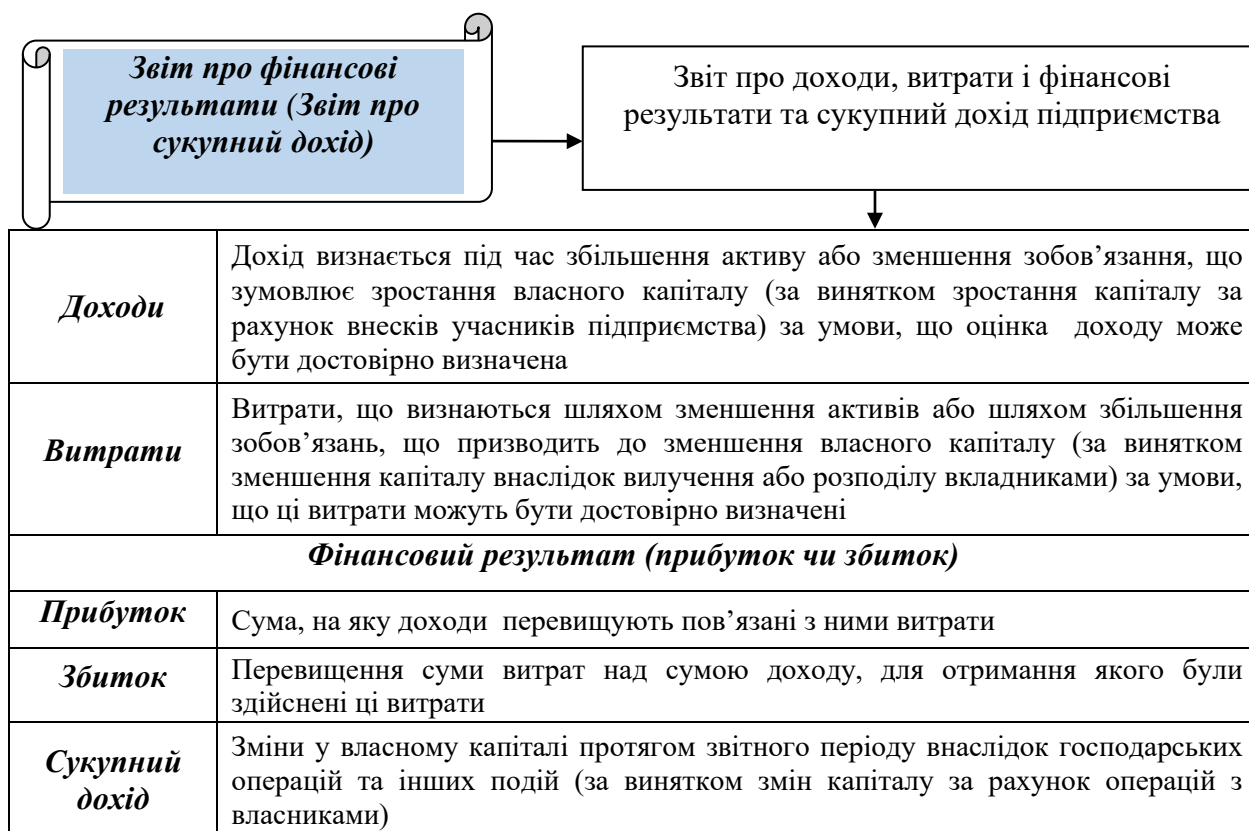 Звіт про фінансові
результати (Звіт про
сукупний дохід)
Звіт про доходи, витрати і фінансові
результати та сукупний дохід підприємства
Доходи
Дохід визнається під час збільшення активу або зменшення зобов’язання, що
зумовлює зростання власного капіталу (за винятком зростання капіталу за
рахунок внесків учасників підприємства) за умови, що оцінка доходу може
бути достовірно визначена
Витрати
Витрати, що визнаються шляхом зменшення активів або шляхом збільшення
зобов’язань, що призводить до зменшення власного капіталу (за винятком
зменшення капіталу внаслідок вилучення або розподілу вкладниками) за умови,
що ці витрати можуть бути достовірно визначені
Фінансовий результат (прибуток чи збиток)
Прибуток
Сума, на яку доходи перевищують пов’язані з ними витрати
Збиток
Перевищення суми витрат над сумою доходу, для отримання якого були
здійснені ці витрати
Сукупний
дохід
Зміни у власному капіталі протягом звітного періоду внаслідок господарських
операцій та інших подій (за винятком змін капіталу за рахунок операцій з
власниками)